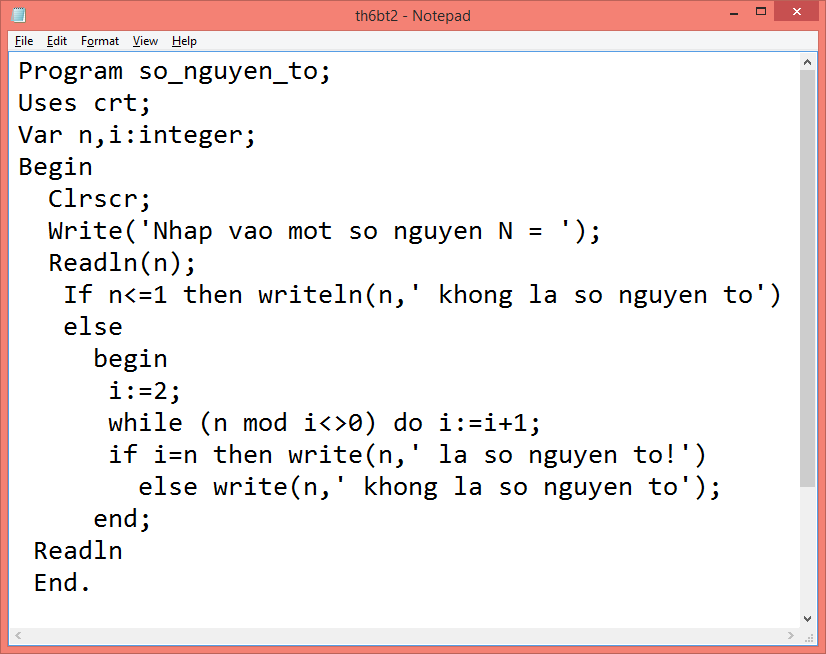 th6bt2 - Notepad
File Edit Format View Help
Program so_nguyen_to;
Uses crt;
Var n,i:integer;
Begin
  Clrscr;
  Write('Nhap vao mot so nguyen N = ');
  Readln(n);
   If n<=1 then writeln(n,' khong la so nguyen to')
   else
     begin
      i:=2;
      while (n mod i<>0) do i:=i+1;
      if i=n then write(n,' la so nguyen to!')
        else write(n,' khong la so nguyen to');
     end;
 Readln
 End.